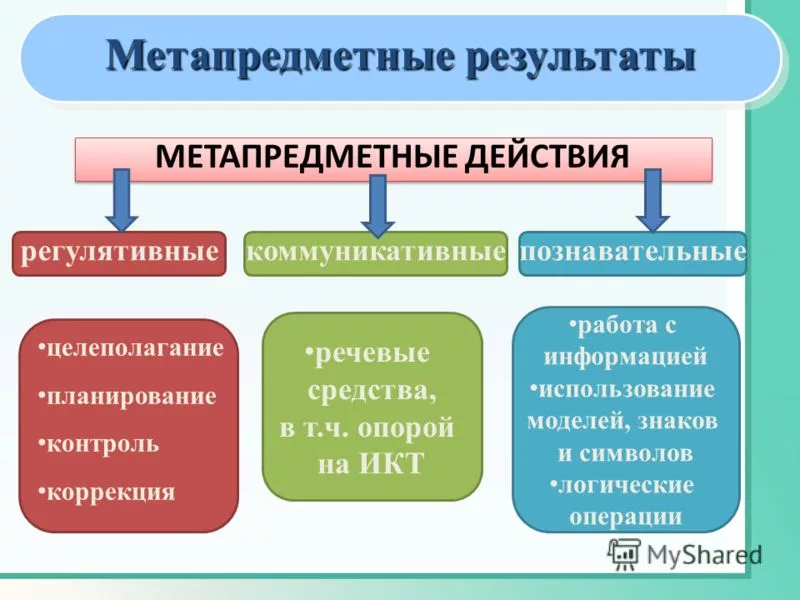 Метапредметные результаты
МЕТАПРЕДМЕТНЫЕ ДЕЙСТВИЯ
регулятивные
коммуникативные
познавательные
•целеполагание
•планирование
•контроль
•коррекция
•речевые
средства,
в т.ч. опорой
на ИКТ
•работа с
информацией
•использование
моделей, знаков
и символов
•логические
операции
MyShared